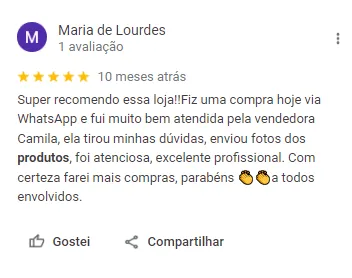 M
Maria de Lourdes
1 avaliação
10 meses atrás
Super recomendo essa loja!!Fiz uma compra hoje via
WhatsApp e fui muito bem atendida pela vendedora
Camila, ela tirou minhas dúvidas, enviou fotos dos
produtos, foi atenciosa, excelente profissional. Com
certeza farei mais compras, parabéns 👏👏a todos
envolvidos.
Gostei
Compartilhar